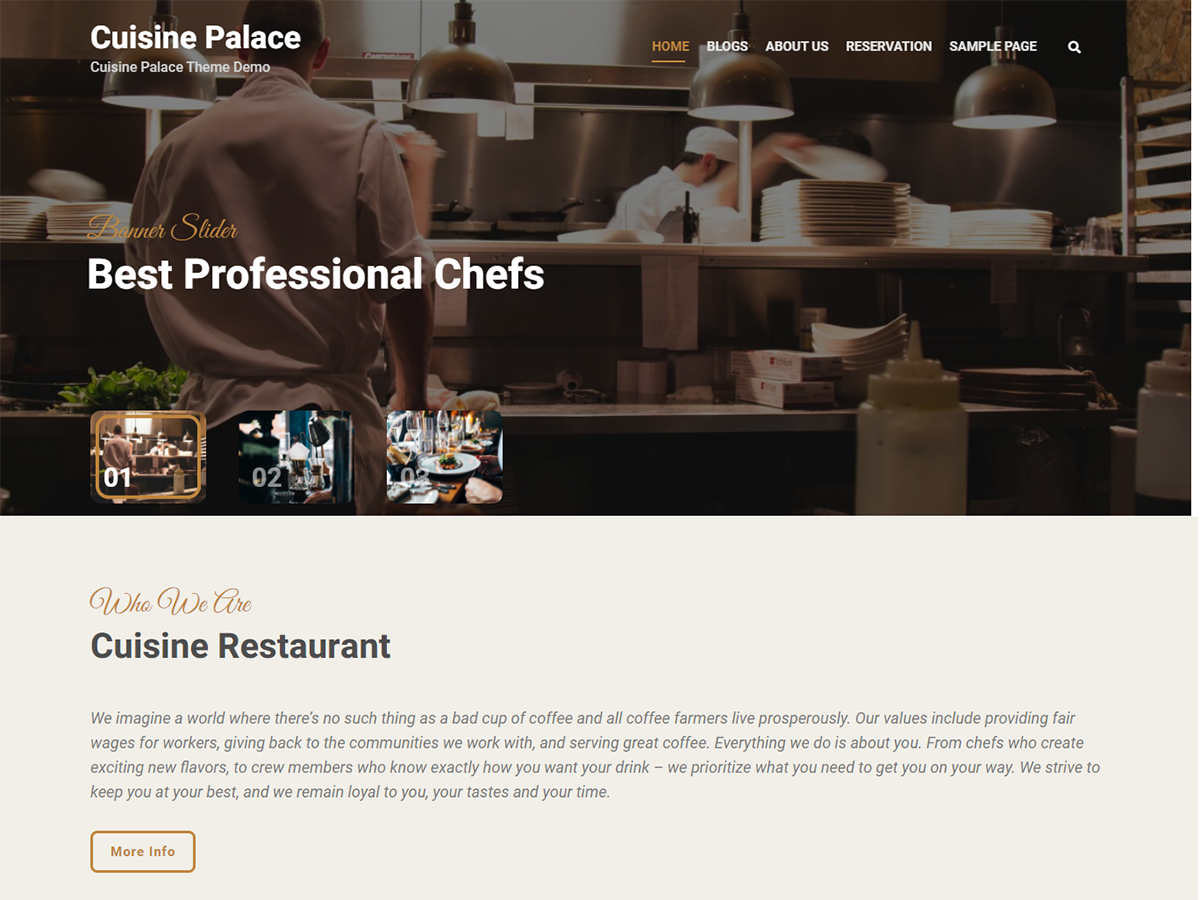 Cuisine Palace
Cuisine Palace Theme Demo
HOME BLOGS ABOUT US RESERVATION SAMPLE PAGE
Banner Slider
Best Professional Chefs
01 02 03
Who We Are
Cuisine Restaurant
We imagine a world where there’s no such thing as a bad cup of coffee and all coffee farmers live prosperously. Our values include providing fair
wages for workers, giving back to the communities we work with, and serving great coffee. Everything we do is about you. From chefs who create
exciting new flavors, to crew members who know exactly how you want your drink – we prioritize what you need to get you on your way. We strive to
keep you at your best, and we remain loyal to you, your tastes and your time.
More Info